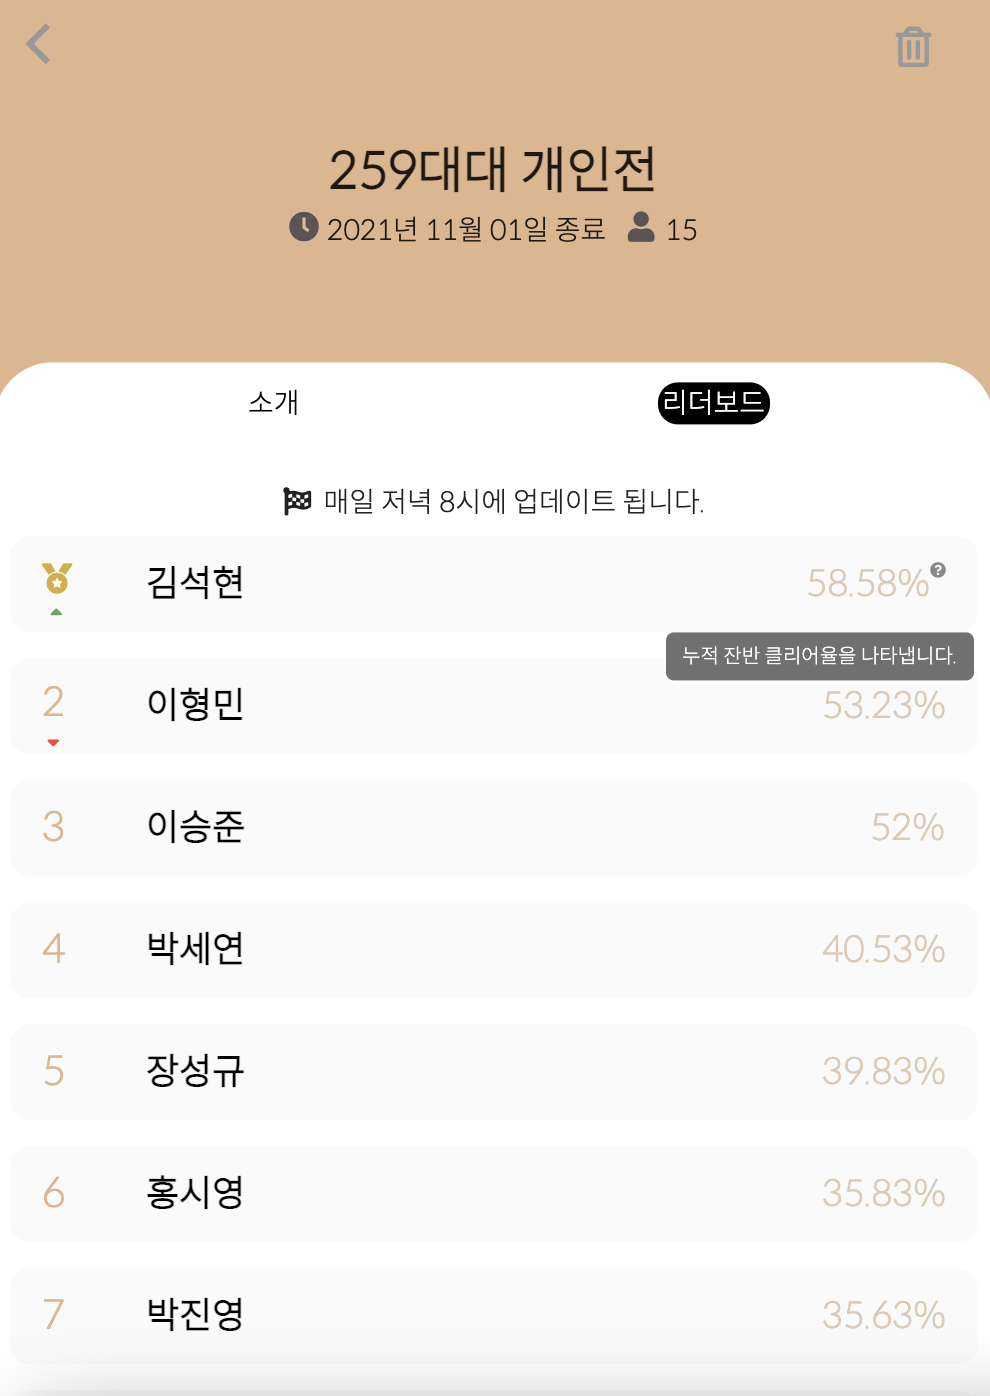 259대대 개인전
2021년 11월 01일 종료 15
소개 리더보드
매일 저녁 8시에 업데이트 됩니다.
김석현 58.58%
누적 잔반 클리어율을 나타냅니다.
2 이형민 53.23%
3 이승준 52%
4 박세연 40.53%
5 장성규 39.83%
6 홍시영 35.83%
7 박진영 35.63%